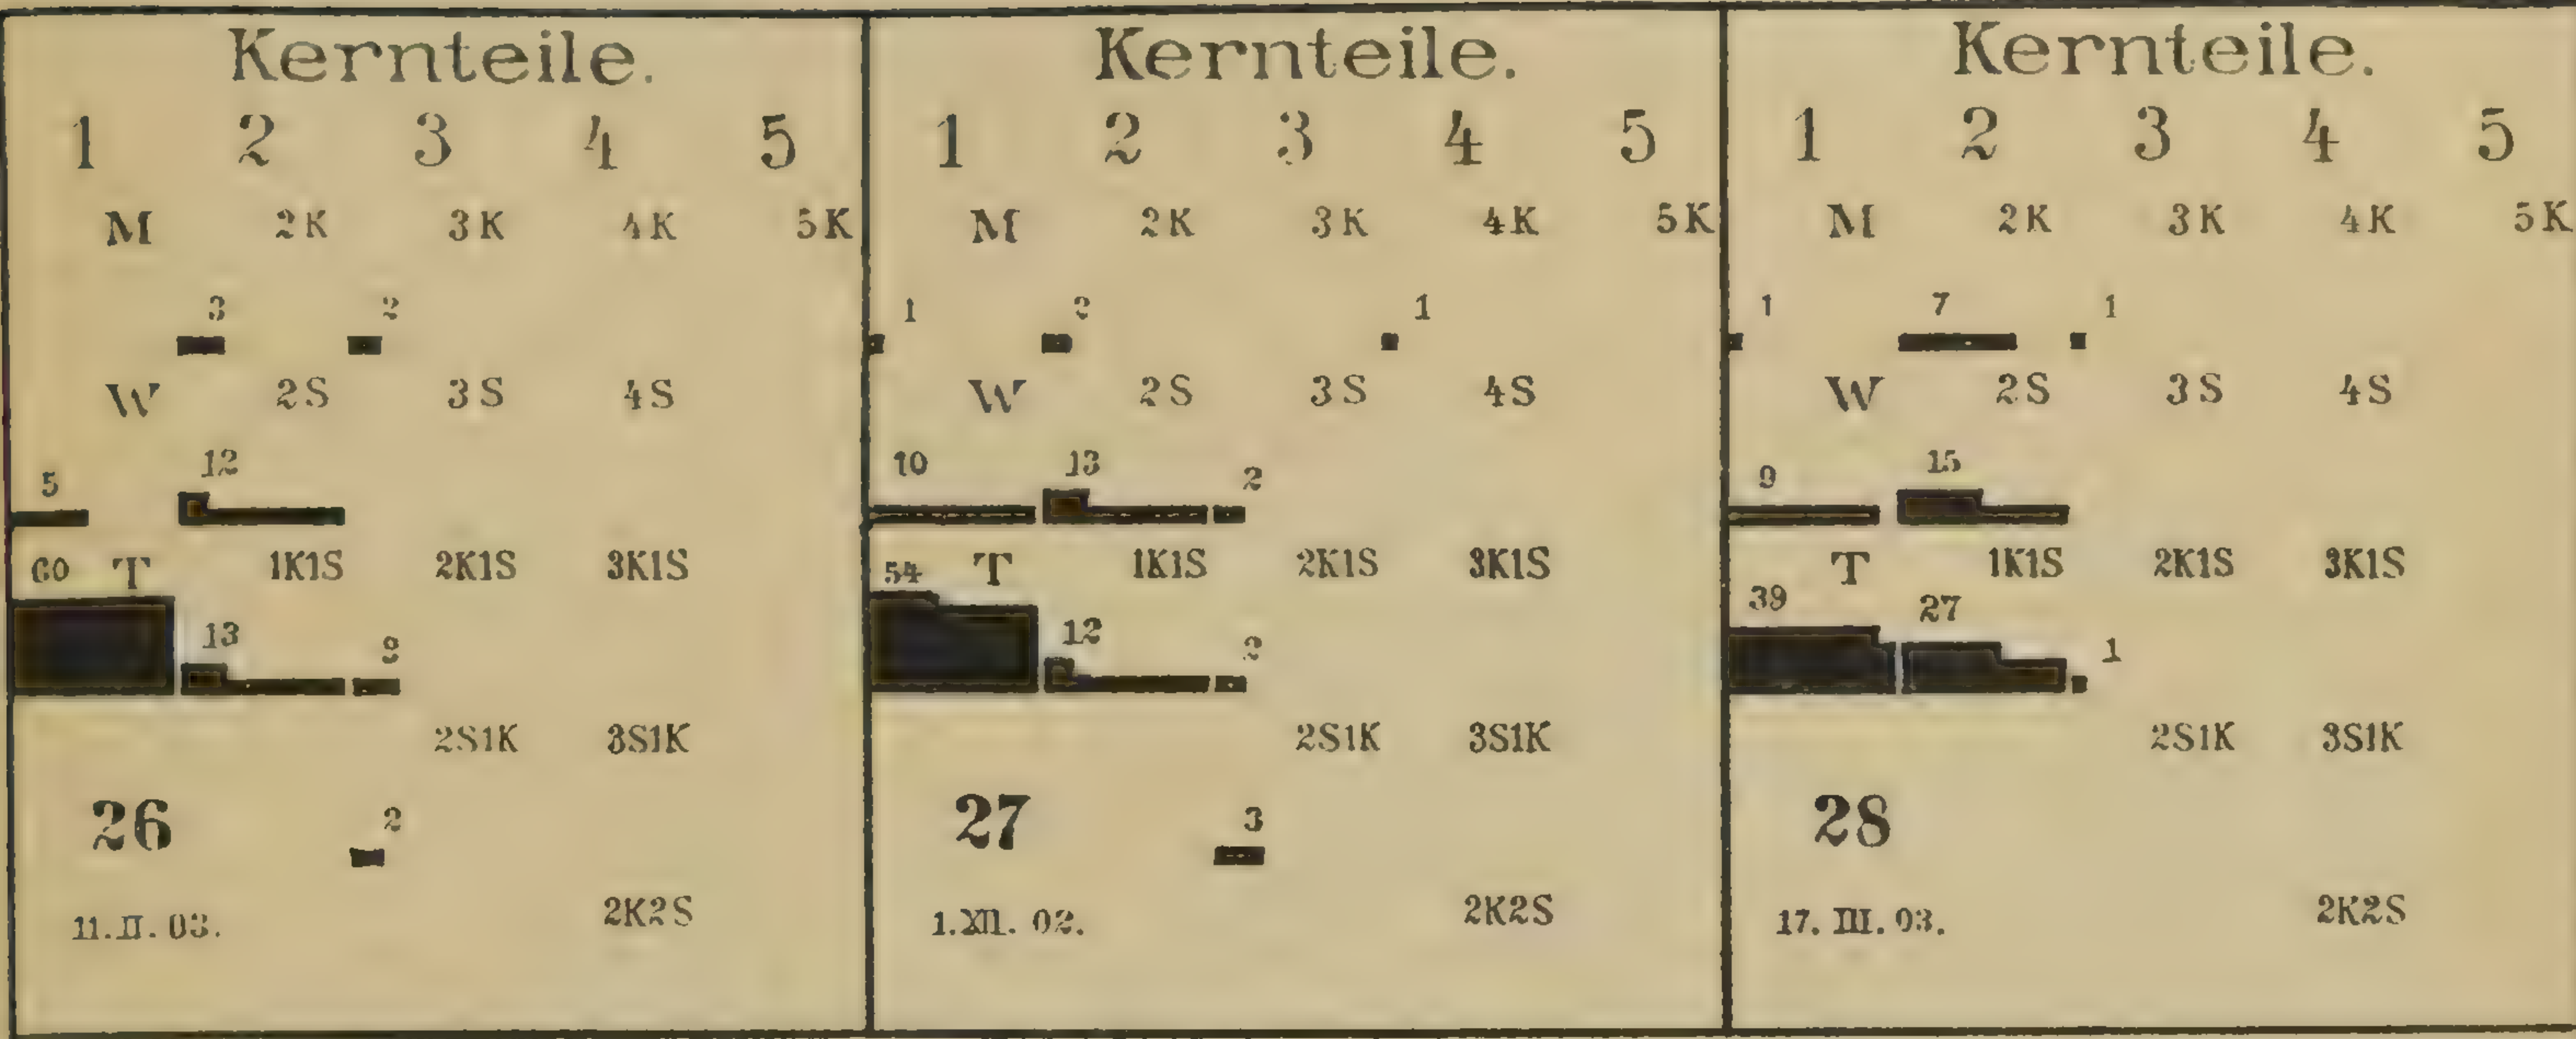 Kernteile. Kernteile. Kernteile.
1 2 3 4 5 1 2 3 4 5 1 2 3 4 5
M 2K 3K 4K 5K M 2K 3K 4K 5K M 2K 3K 4K 5K
3 2 1 2 1 1 7 1
W 2S 3S 4S W 2S 3S 4S W 2S 3S 4S
5 12 10 13 2 9 15
60 T 1K1S 2K1S 3K1S 54 T 1K1S 2K1S 3K1S T 1K1S 2K1S 3K1S
13 12 2 39 27 1
2S1K 3S1K 2S1K 3S1K 2S1K 3S1K
26 2 27 3 28
11.II.03. 2K2S 1.XII.02. 2K2S 17.III.03. 2K2S